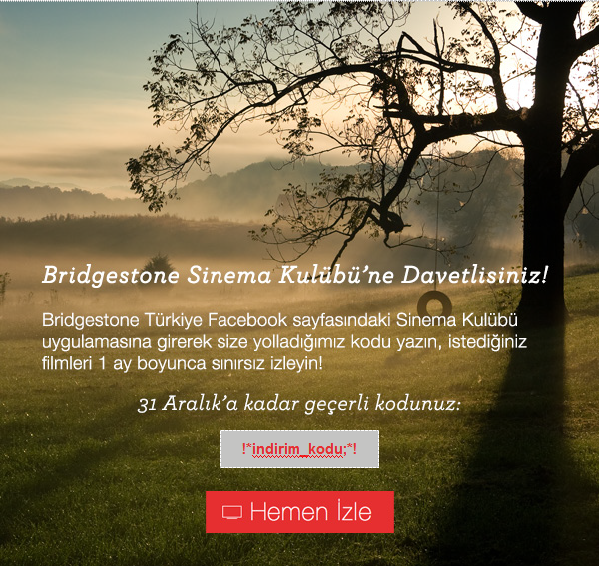 Bridgestone Sinema Kulübü'ne Davetlisiniz!
Bridgestone Türkiye Facebook sayfasındaki Sinema Kulübü
uygulamasına girerek size yolladığımız kodu yazın, istediğiniz
filmleri 1 ay boyunca sınırsız izleyin!
31 Aralık'a kadar geçerli kodunuz:
!*indirim_kodu;*!
Hemen İzle